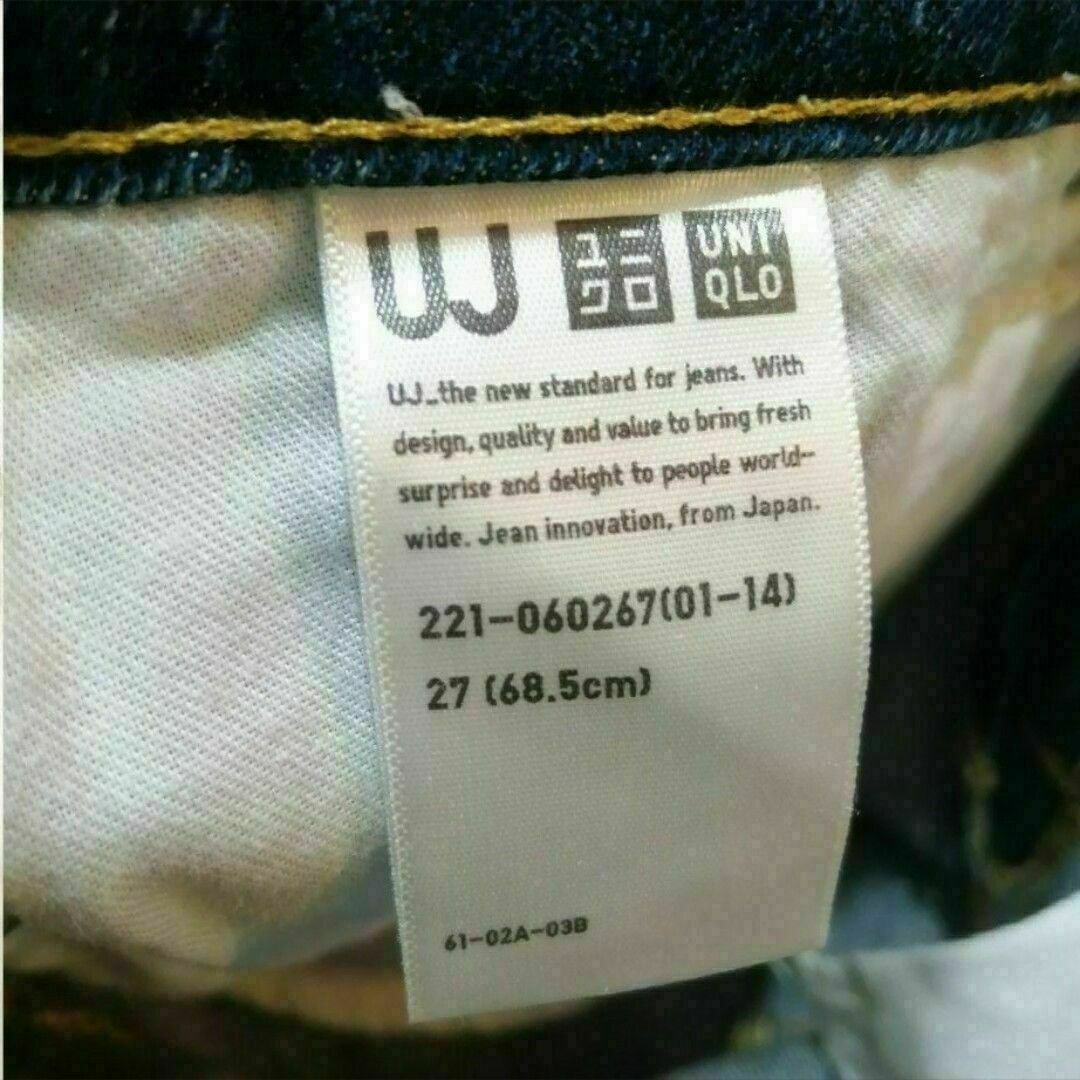 UJ ユニクロ UNIQLO
UJ_the new standard for jeans. With
design, quality and value to bring fresh
surprise and delight to people world-
wide. Jean innovation, from Japan.
221-060267(01-14)
27 (68.5cm)
61-02A-03B